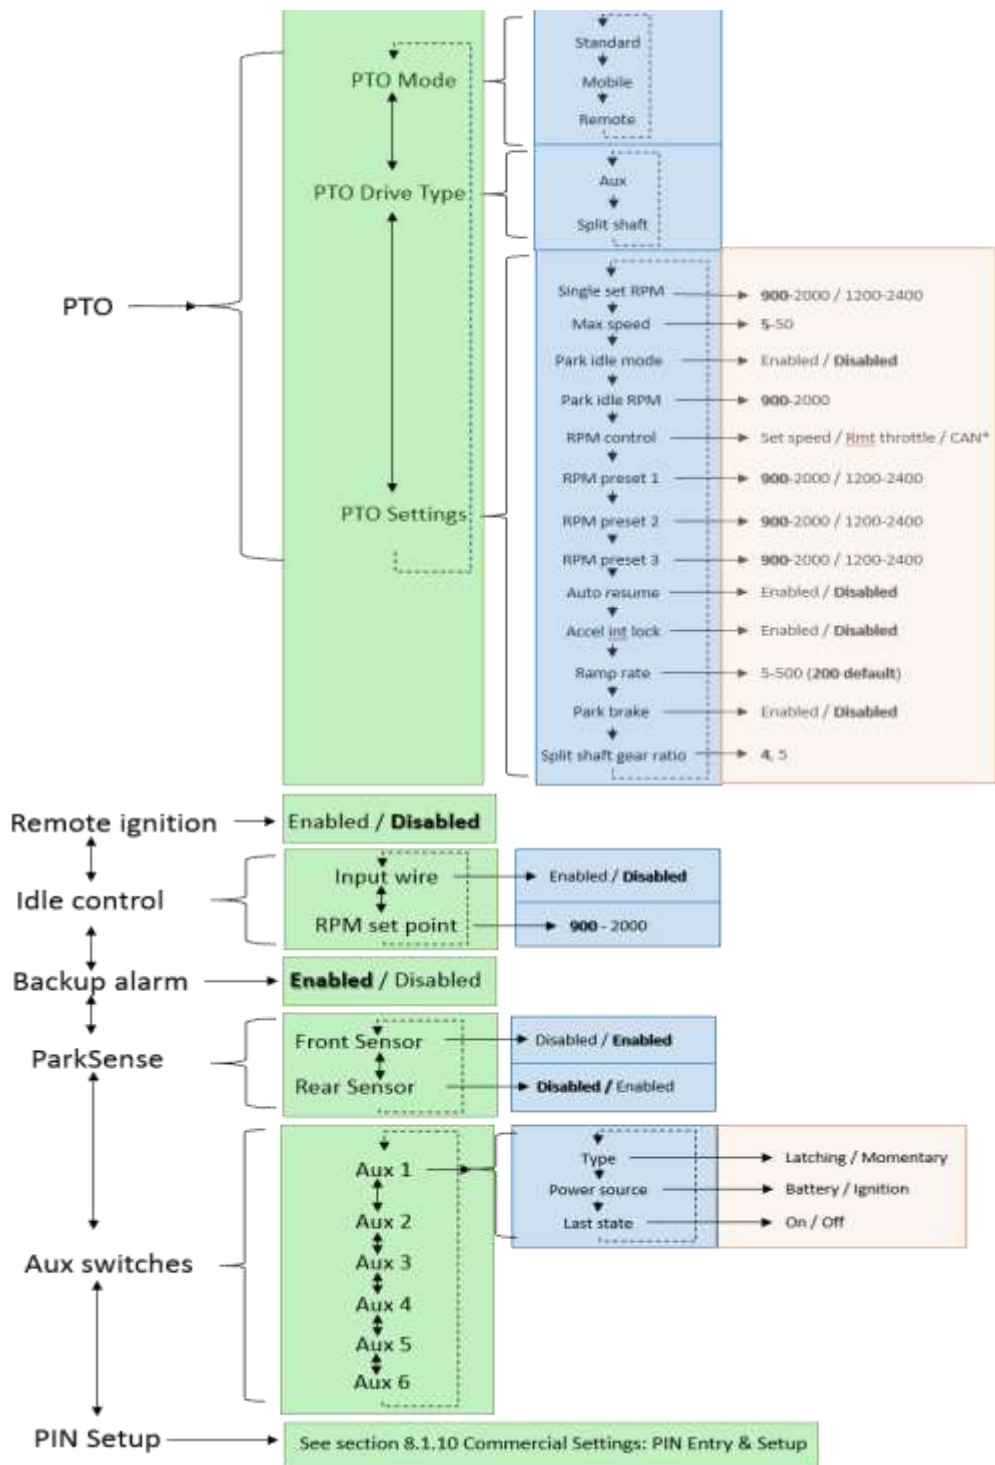 PTO
PTO Mode
Standard
Mobile
Remote
PTO Drive Type
Aux
Split shaft
PTO Settings
Single set RPM 900-2000 / 1200-2400
Max speed 5-50
Park idle mode Enabled / Disabled
Park idle RPM 900-2000
RPM control Set speed / Rmt throttle / CAN*
RPM preset 1 900-2000 / 1200-2400
RPM preset 2 900-2000 / 1200-2400
RPM preset 3 900-2000 / 1200-2400
Auto resume Enabled / Disabled
Accel int lock Enabled / Disabled
Ramp rate 5-500 (200 default)
Park brake Enabled / Disabled
Split shaft gear ratio 4, 5
Remote ignition Enabled / Disabled
Idle control
Input wire Enabled / Disabled
RPM set point 900 - 2000
Backup alarm Enabled / Disabled
ParkSense
Front Sensor Disabled / Enabled
Rear Sensor Disabled / Enabled
Aux switches
Aux 1
Type Latching / Momentary
Power source Battery / Ignition
Last state On / Off
Aux 2
Aux 3
Aux 4
Aux 5
Aux 6
PIN Setup See section 8.1.10 Commercial Settings: PIN Entry & Setup